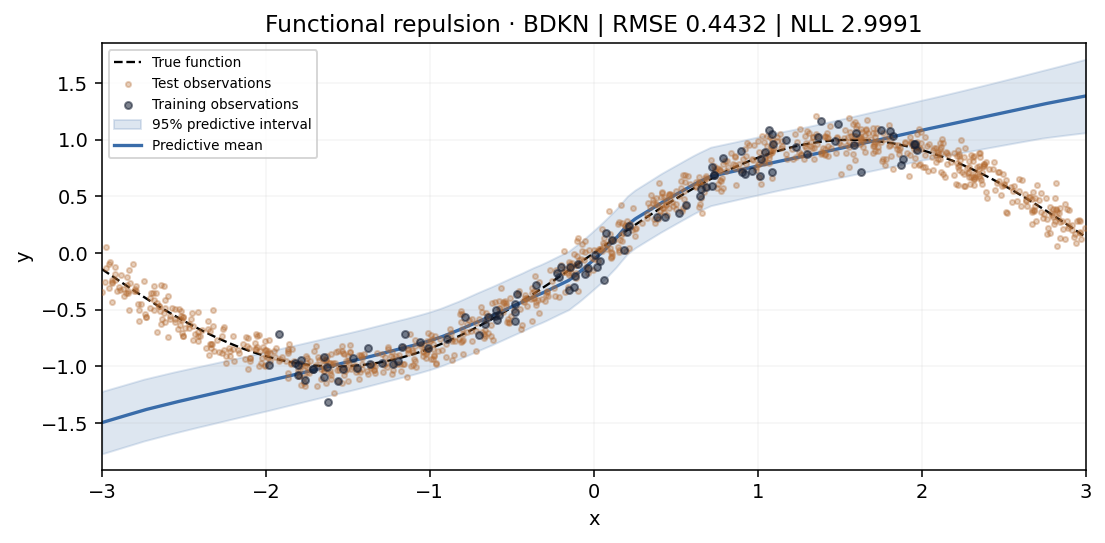 Functional repulsion · BDKN | RMSE 0.4432 | NLL 2.9991
True function
Test observations
Training observations
95% predictive interval
Predictive mean
1.5
1.0
0.5
0.0
−0.5
−1.0
−1.5
y
−3 −2 −1 0 1 2 3
x